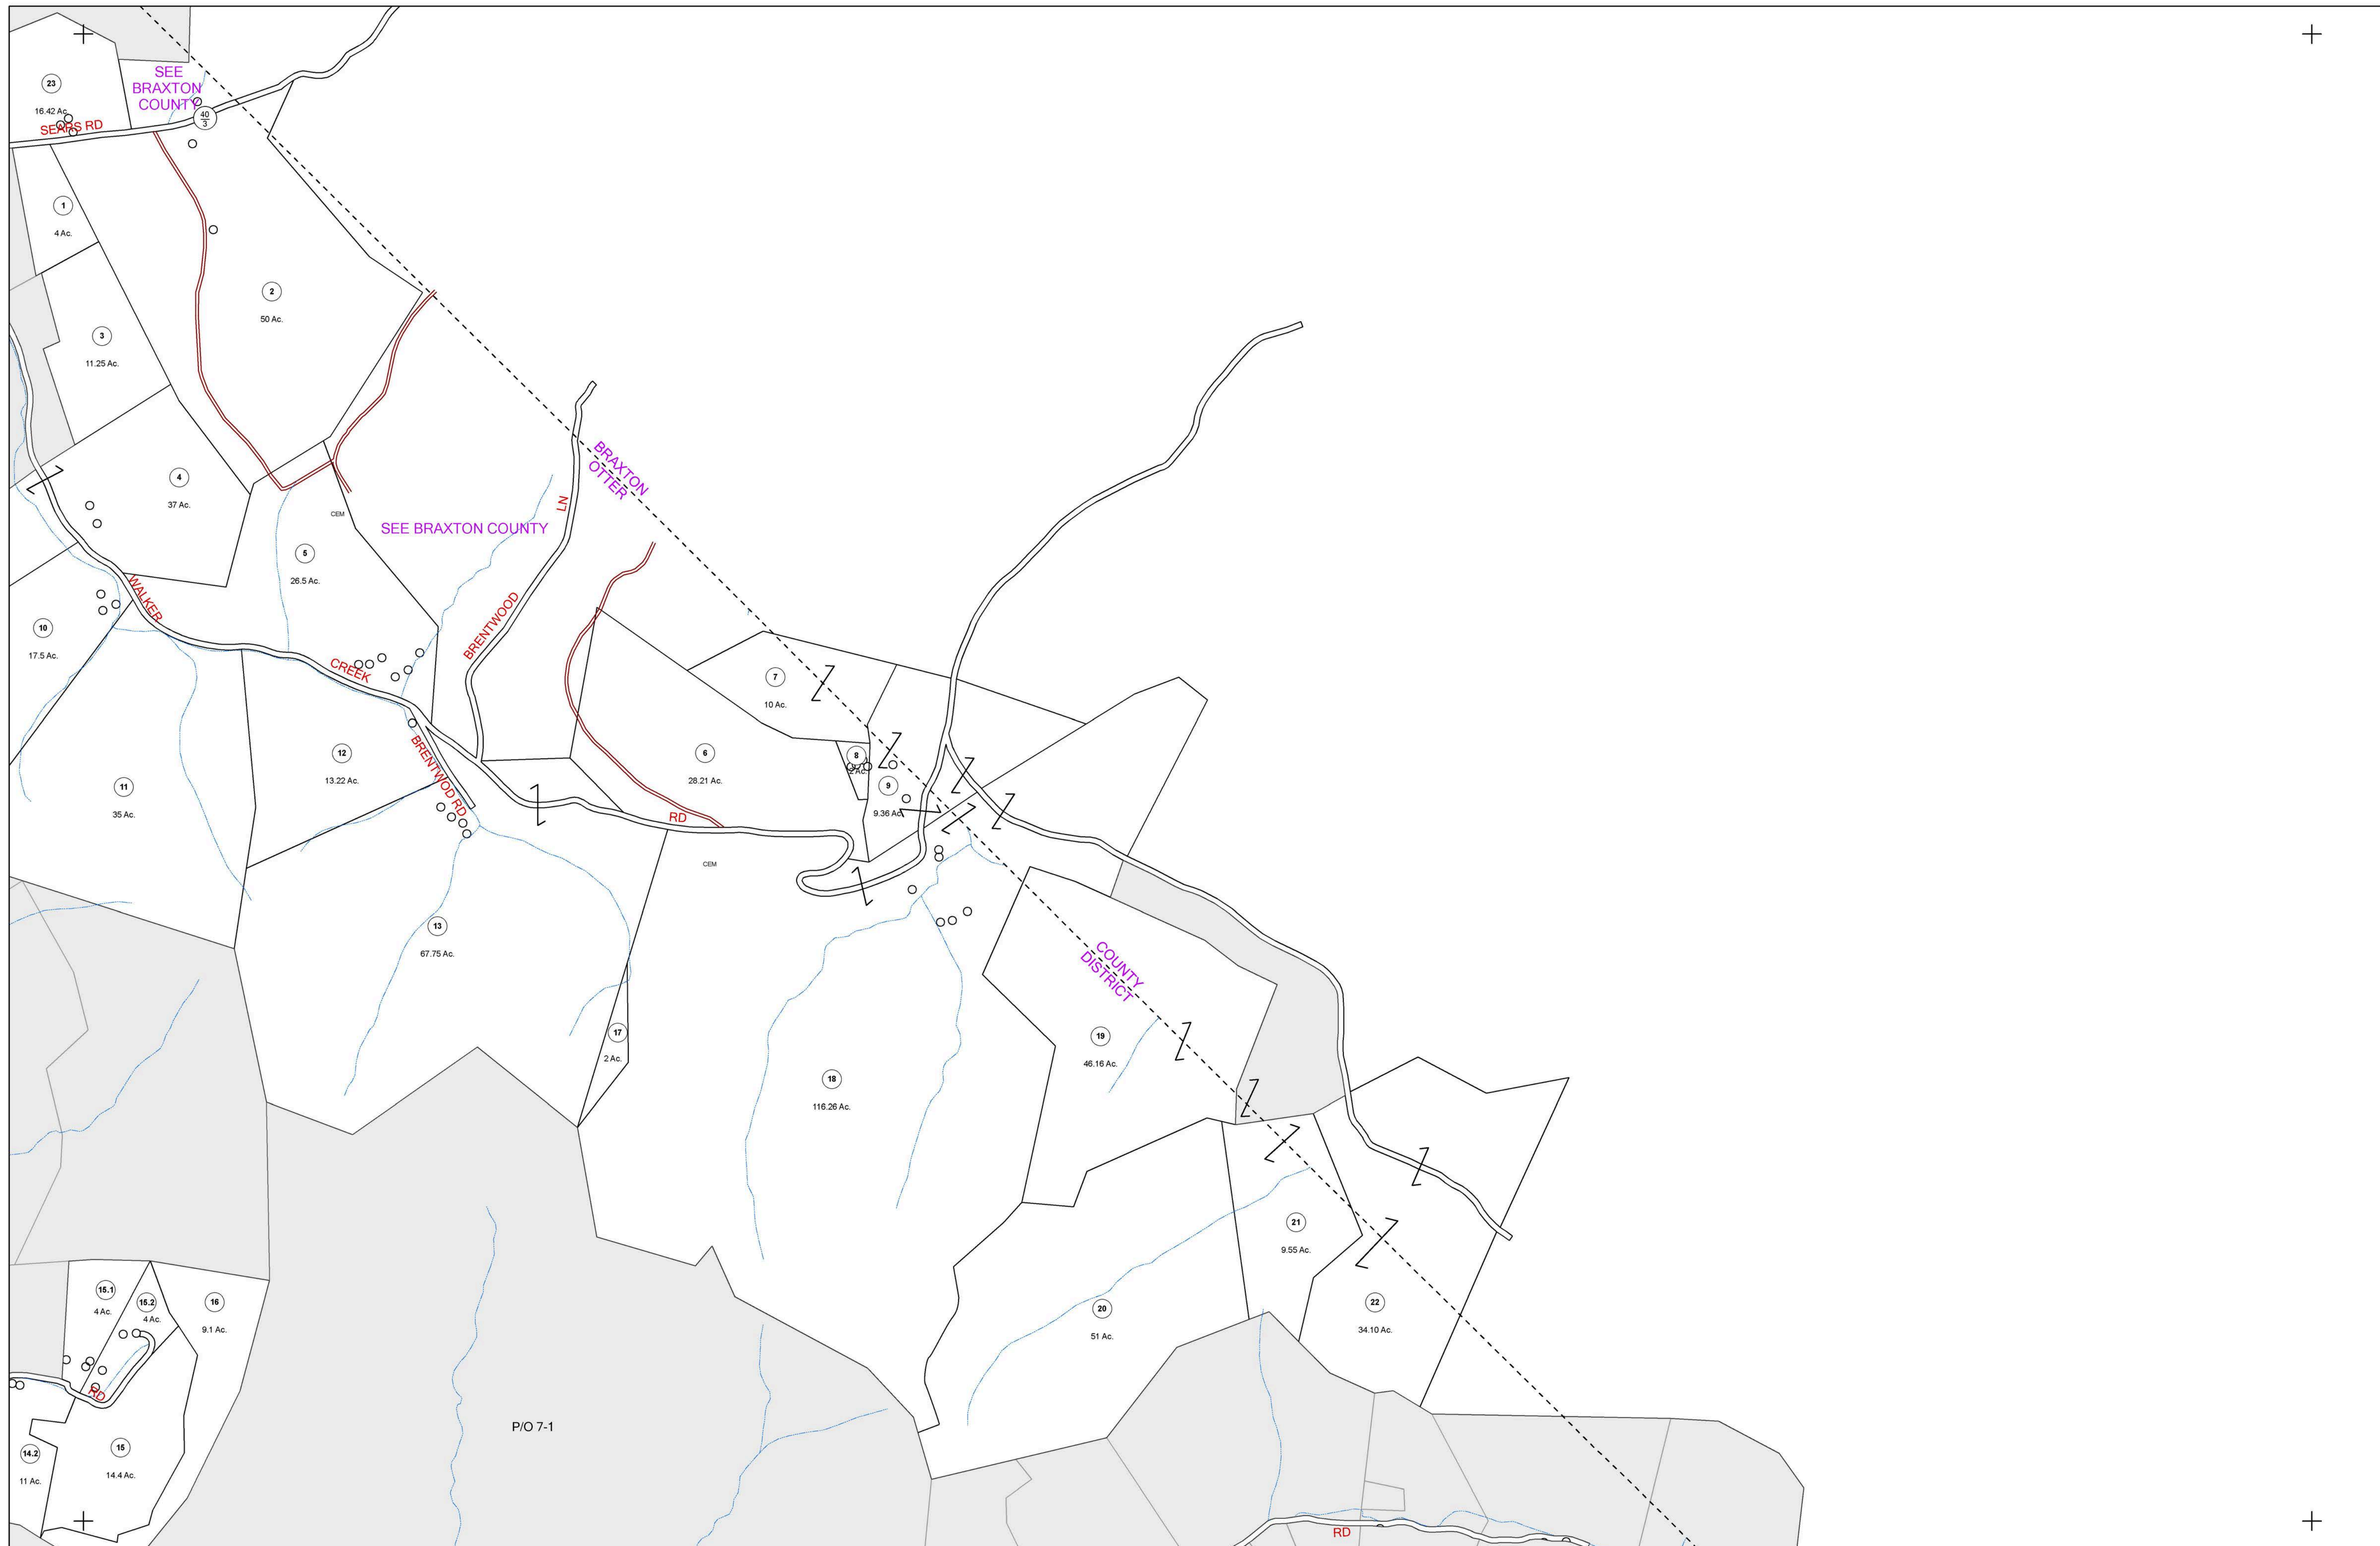 SEE
BRAXTON
COUNTY
23
16.42 Ac.
SEARS RD
40
3
1
4 Ac.
2
50 Ac.
3
11.25 Ac.
4
37 Ac.
CEM
SEE BRAXTON COUNTY
LN
BRAXTON
OTTER
5
26.5 Ac.
WALKER
BRENTWOOD
10
17.5 Ac.
CREEK
7
10 Ac.
6
28.21 Ac.
8
2 Ac.
9
9.36 Ac.
12
13.22 Ac.
BRENTWOD RD
11
35 Ac.
RD
CEM
13
67.75 Ac.
COUNTY
DISTRICT
17
2 Ac.
19
46.16 Ac.
18
116.26 Ac.
21
9.55 Ac.
15.1
4 Ac.
15.2
4 Ac.
16
9.1 Ac.
20
51 Ac.
22
34.10 Ac.
RD
P/O 7-1
14.2
11 Ac.
15
14.4 Ac.
RD